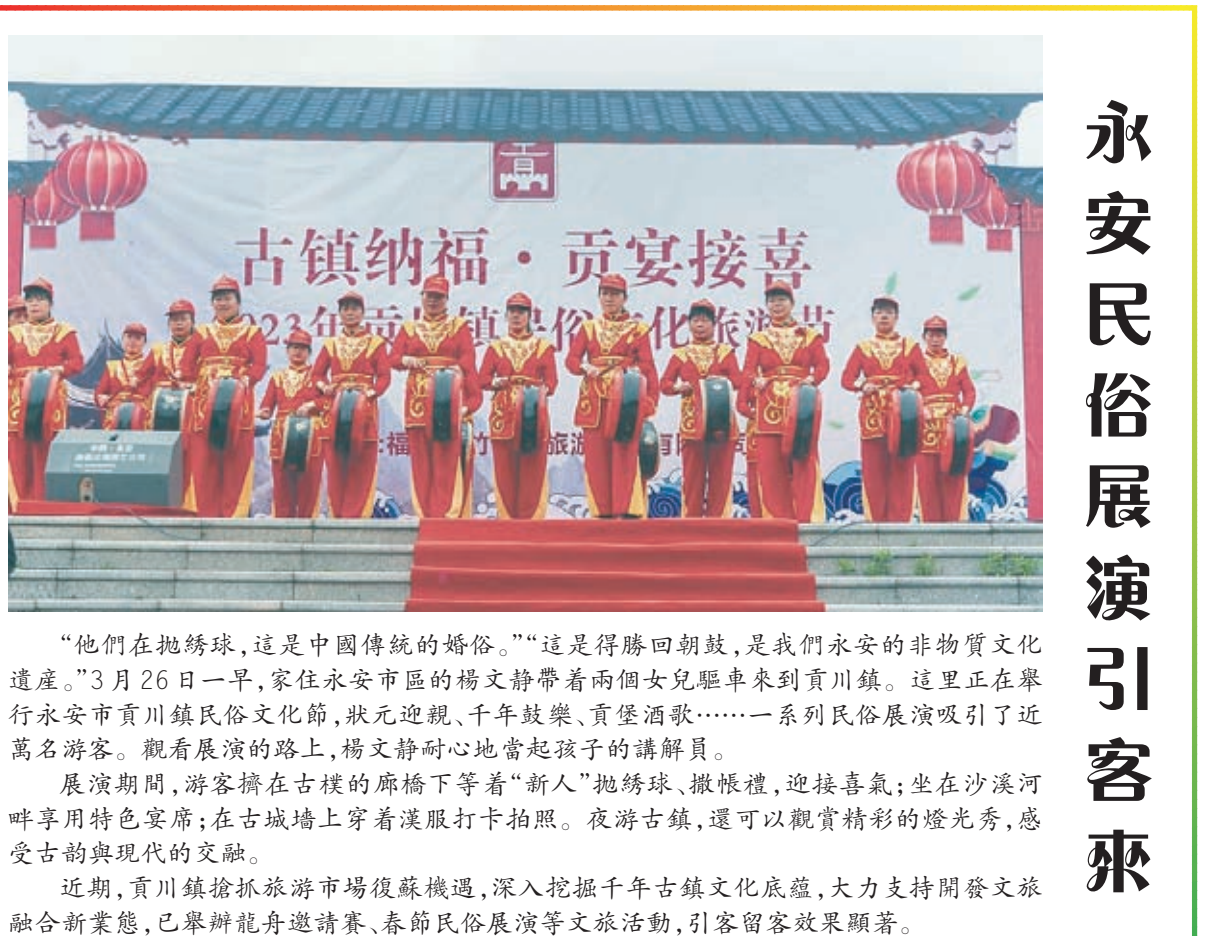 永安民俗展演引客來
古镇纳福·贡宴接喜
23年贡川镇民俗文化旅游节
“他們在抛綉球,這是中國傳統的婚俗。”“這是得勝回朝鼓,是我們永安的非物質文化
遺産。”3月26日一早,家住永安市區的楊文静帶着兩個女兒驅車來到貢川鎮。這里正在舉
行永安市貢川鎮民俗文化節,狀元迎親、千年鼓樂、貢堡酒歌……一系列民俗展演吸引了近
萬名游客。觀看展演的路上,楊文静耐心地當起孩子的講解員。
展演期間,游客擠在古樸的廊橋下等着“新人”抛綉球、撒帳禮,迎接喜氣;坐在沙溪河
畔享用特色宴席;在古城墻上穿着漢服打卡拍照。夜游古鎮,還可以觀賞精彩的燈光秀,感
受古韵與現代的交融。
近期,貢川鎮搶抓旅游市場復蘇機遇,深入挖掘千年古鎮文化底藴,大力支持開發文旅
融合新業態,已舉辦龍舟邀請賽、春節民俗展演等文旅活動,引客留客效果顯著。